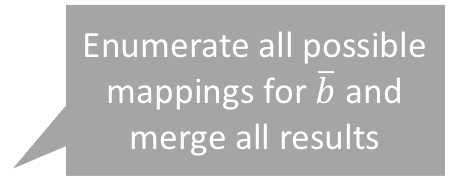 Enumerate all possible
mappings for b̄ and
merge all results